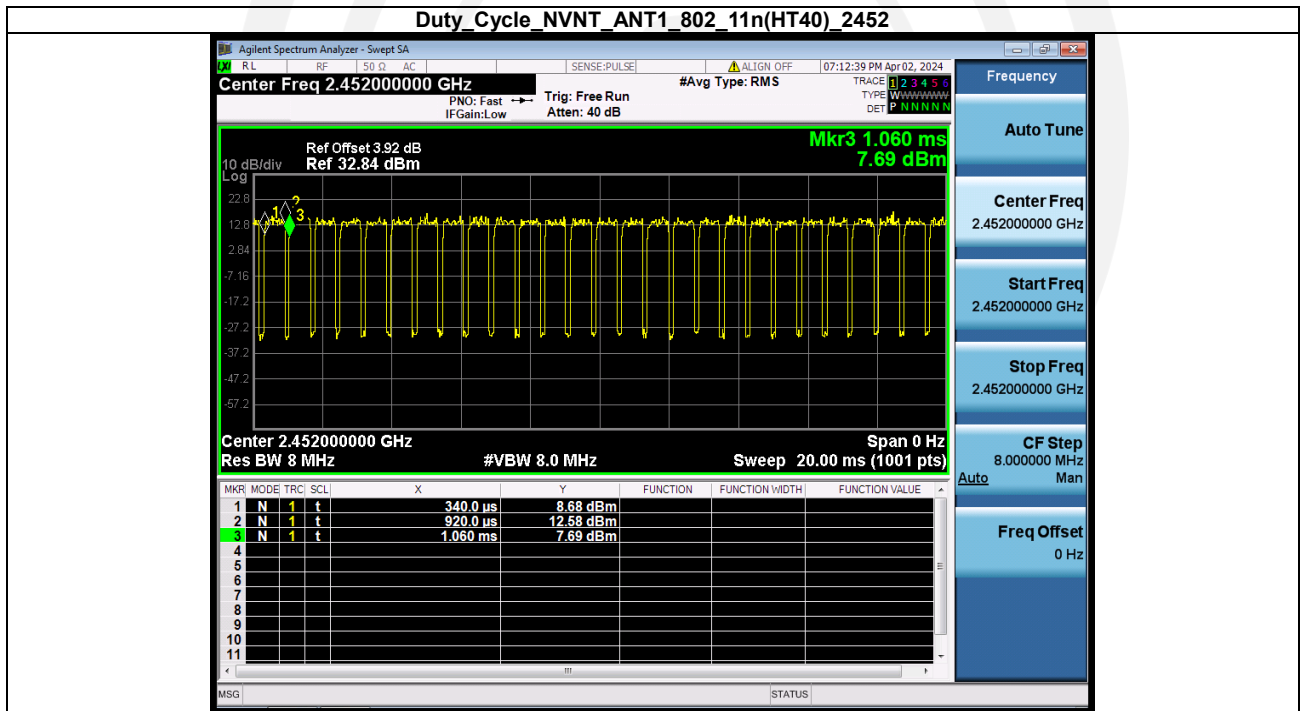 Duty_Cycle_NVNT_ANT1_802_11n(HT40)_2452
Agilent Spectrum Analyzer - Swept SA
LXI RL RF 50 Ω AC SENSE:PULSE ALIGN OFF 07:12:39 PM Apr 02, 2024
Center Freq 2.452000000 GHz
PNO: Fast
IFGain:Low
Trig: Free Run
Atten: 40 dB
#Avg Type: RMS
TRACE 1 2 3 4 5 6
TYPE WWWWWW
DET P N N N N N
Mkr3 1.060 ms
7.69 dBm
Ref Offset 3.92 dB
10 dB/div Ref 32.84 dBm
Log
22.8
12.8
2.84
-7.16
-17.2
-27.2
-37.2
-47.2
-57.2
1
2
3
Center 2.452000000 GHz Span 0 Hz
Res BW 8 MHz #VBW 8.0 MHz Sweep 20.00 ms (1001 pts)
MKR MODE TRC SCL X Y FUNCTION FUNCTION WIDTH FUNCTION VALUE
1 N 1 t 340.0 µs 8.68 dBm
2 N 1 t 920.0 µs 12.58 dBm
3 N 1 t 1.060 ms 7.69 dBm
4
5
6
7
8
9
10
11
MSG STATUS
Frequency
Auto Tune
Center Freq
2.452000000 GHz
Start Freq
2.452000000 GHz
Stop Freq
2.452000000 GHz
CF Step
8.000000 MHz
Auto Man
Freq Offset
0 Hz